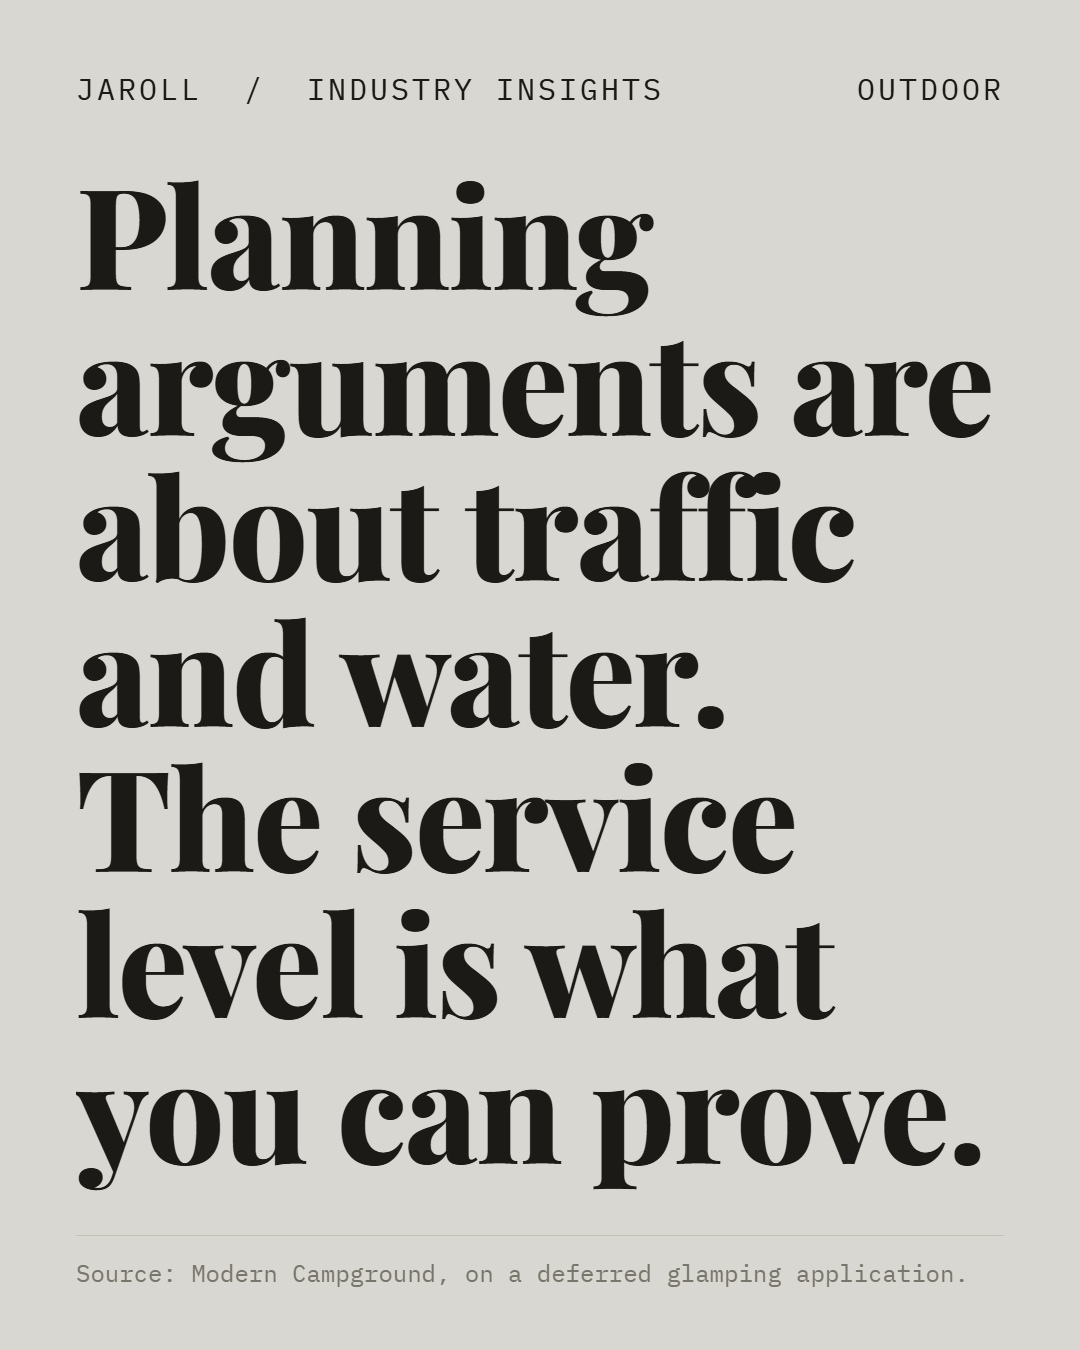 JAROLL / INDUSTRY INSIGHTS OUTDOOR
Planning
arguments are
about traffic
and water.
The service
level is what
you can prove.
Source: Modern Campground, on a deferred glamping application.